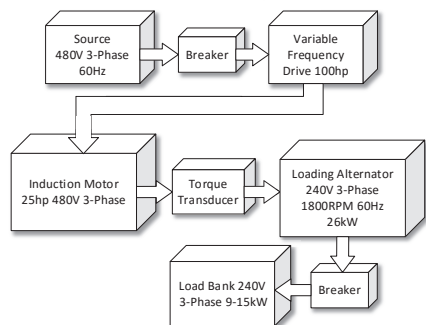 Source
480V 3-Phase
60Hz
Breaker
Variable
Frequency
Drive 100hp
Induction Motor
25hp 480V 3-Phase
Torque
Transducer
Loading Alternator
240V 3-Phase
1800RPM 60Hz
26kW
Load Bank 240V
3-Phase 9-15kW
Breaker